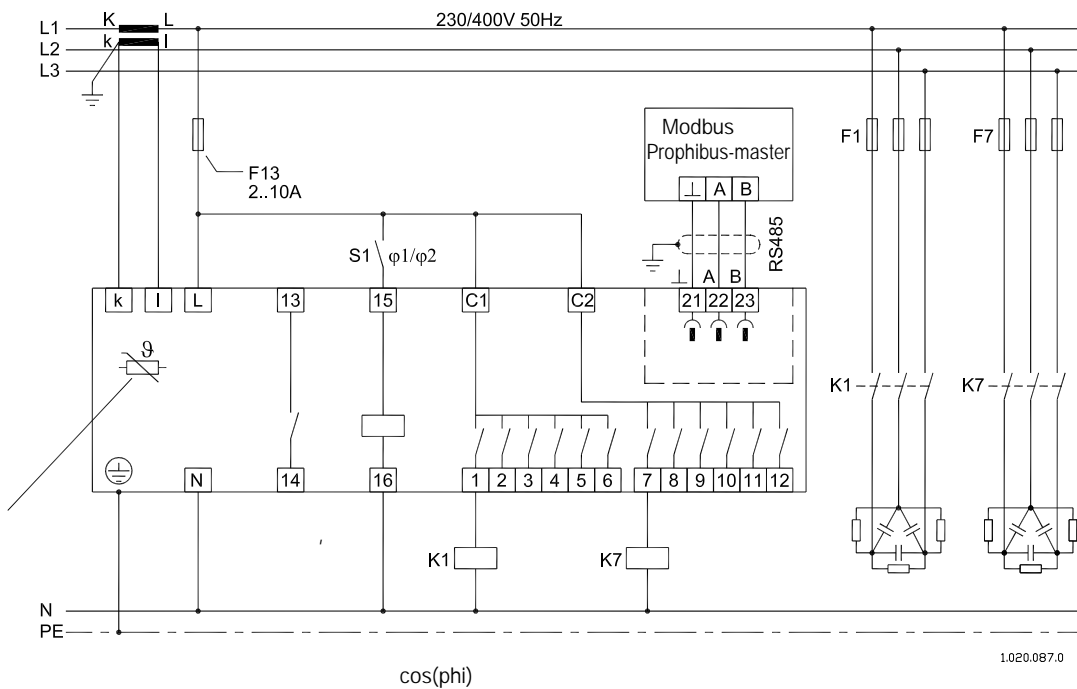 230/400V 50Hz
K L
L1
k l
L2
L3
Modbus
Prophibus-master
⊥ A B
F1
F7
F13
2..10A
RS485
S1 φ1/φ2
⊥ A B
k l L 13 15 C1 C2 21 22 23
ϑ
K1
K7
N 14 16 1 2 3 4 5 6 7 8 9 10 11 12
K1
K7
N
PE
1.020.087.0
cos(phi)